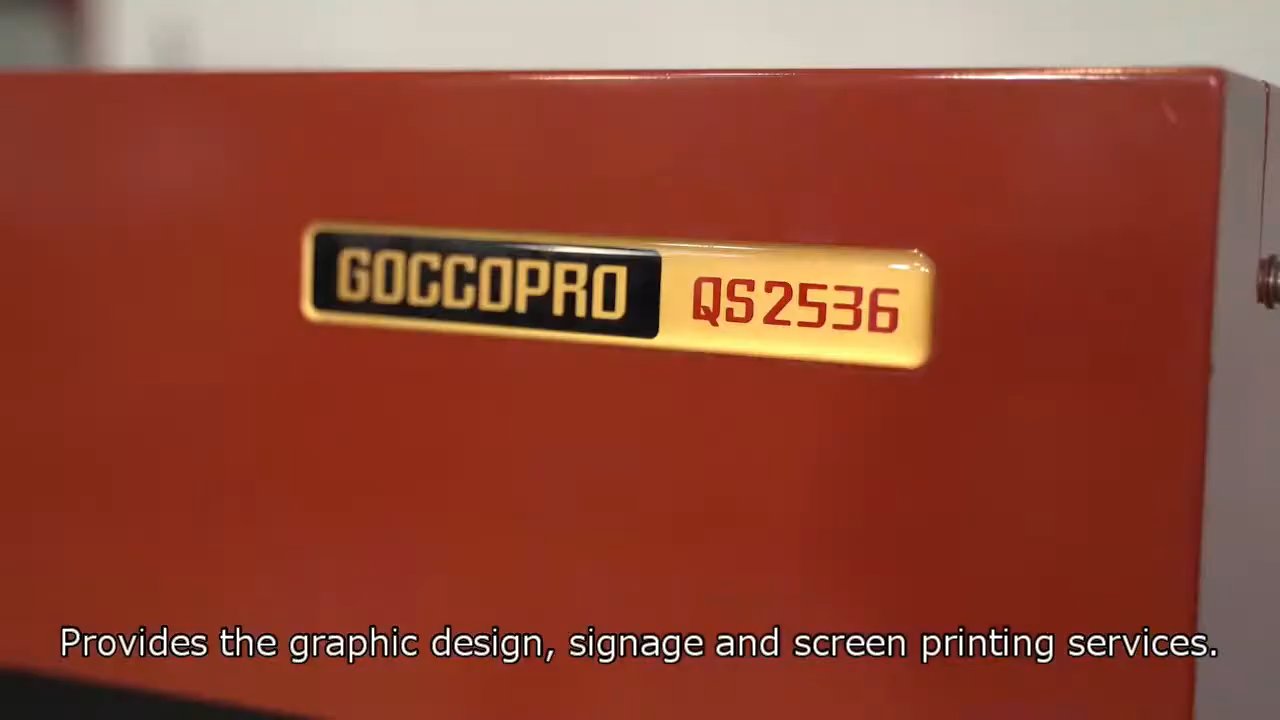 GOCCOPRO QS2536
Provides the graphic design, signage and screen printing services.